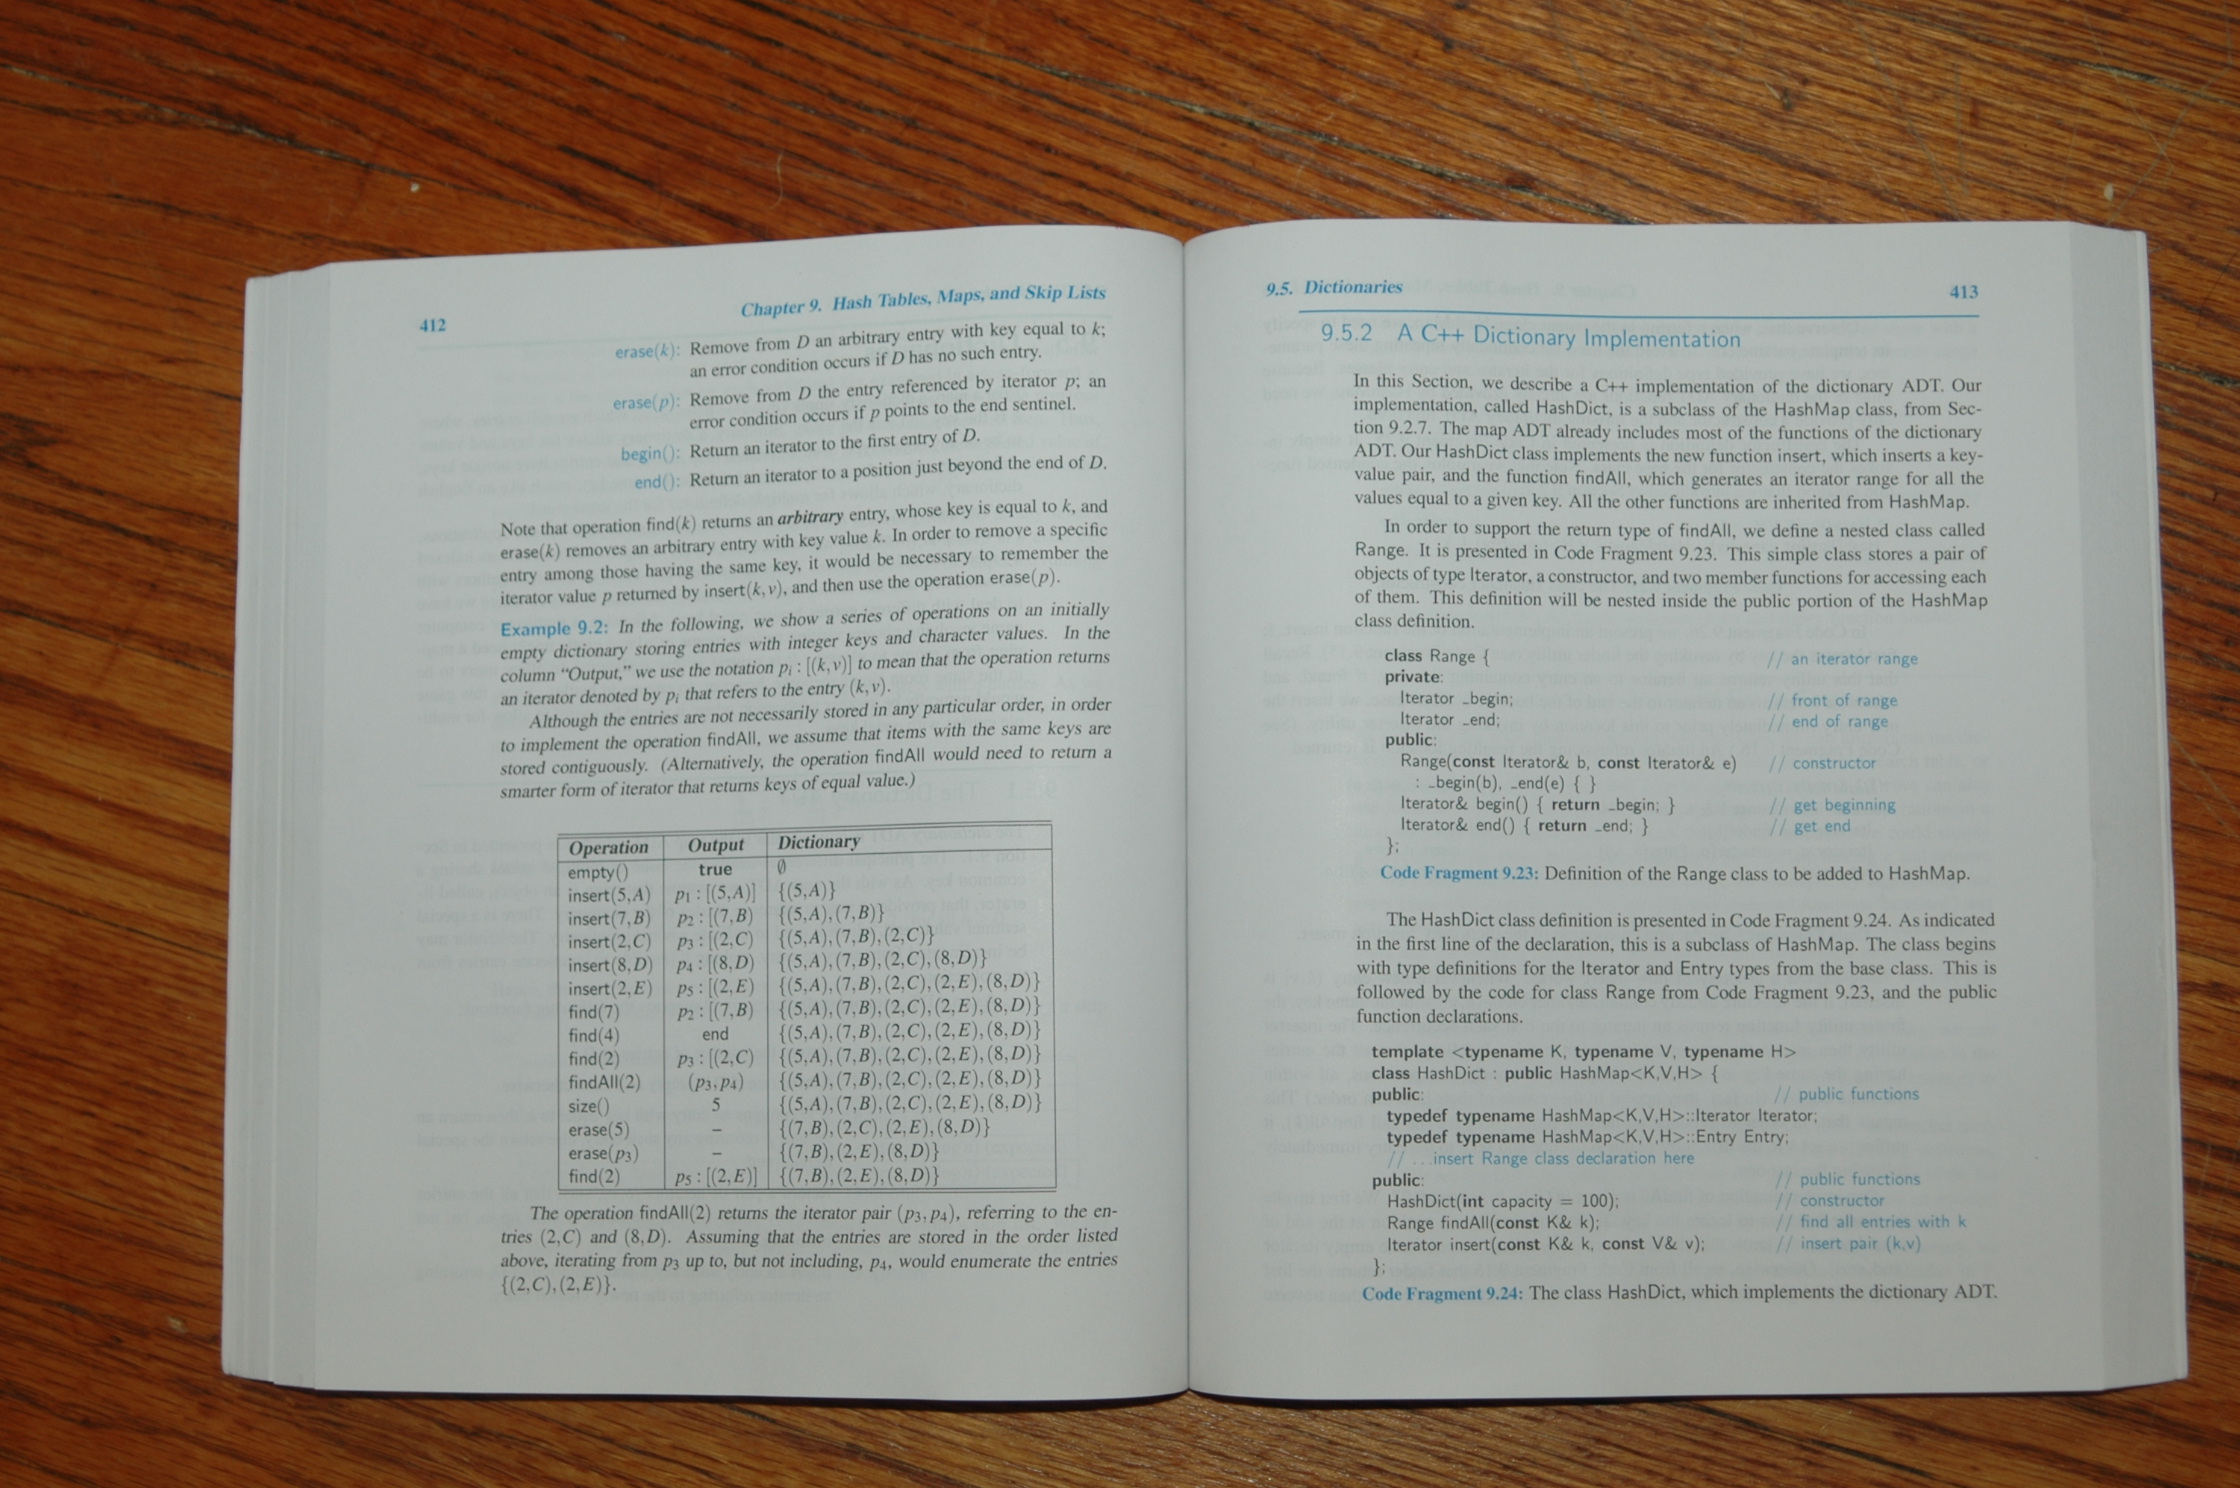 412
Chapter 9. Hash Tables, Maps, and Skip Lists
erase(k): Remove from D an arbitrary entry with key equal to k;
an error condition occurs if D has no such entry.
erase(p): Remove from D the entry referenced by iterator p; an
error condition occurs if p points to the end sentinel.
begin(): Return an iterator to the first entry of D.
end(): Return an iterator to a position just beyond the end of D.
Note that operation find(k) returns an arbitrary entry, whose key is equal to k, and
erase(k) removes an arbitrary entry with key value k. In order to remove a specific
entry among those having the same key, it would be necessary to remember the
iterator value p returned by insert(k,v), and then use the operation erase(p).
Example 9.2: In the following, we show a series of operations on an initially
empty dictionary storing entries with integer keys and character values. In the
column "Output," we use the notation pi : [(k,v)] to mean that the operation returns
an iterator denoted by pi that refers to the entry (k,v).
Although the entries are not necessarily stored in any particular order, in order
to implement the operation findAll, we assume that items with the same keys are
stored contiguously. (Alternatively, the operation findAll would need to return a
smarter form of iterator that returns keys of equal value.)
Operation Output Dictionary
empty() true ∅
insert(5,A) p1 : [(5,A)] {(5,A)}
insert(7,B) p2 : [(7,B) {(5,A),(7,B)}
insert(2,C) p3 : [(2,C) {(5,A),(7,B),(2,C)}
insert(8,D) p4 : [(8,D) {(5,A),(7,B),(2,C),(8,D)}
insert(2,E) p5 : [(2,E) {(5,A),(7,B),(2,C),(2,E),(8,D)}
find(7) p2 : [(7,B) {(5,A),(7,B),(2,C),(2,E),(8,D)}
find(4) end {(5,A),(7,B),(2,C),(2,E),(8,D)}
find(2) p3 : [(2,C) {(5,A),(7,B),(2,C),(2,E),(8,D)}
findAll(2) (p3,p4) {(5,A),(7,B),(2,C),(2,E),(8,D)}
size() 5 {(5,A),(7,B),(2,C),(2,E),(8,D)}
erase(5) – {(7,B),(2,C),(2,E),(8,D)}
erase(p3) – {(7,B),(2,E),(8,D)}
find(2) p5 : [(2,E)] {(7,B),(2,E),(8,D)}
The operation findAll(2) returns the iterator pair (p3,p4), referring to the en-
tries (2,C) and (8,D). Assuming that the entries are stored in the order listed
above, iterating from p3 up to, but not including, p4, would enumerate the entries
{(2,C),(2,E)}.
9.5. Dictionaries
413
9.5.2 A C++ Dictionary Implementation
In this Section, we describe a C++ implementation of the dictionary ADT. Our
implementation, called HashDict, is a subclass of the HashMap class, from Sec-
tion 9.2.7. The map ADT already includes most of the functions of the dictionary
ADT. Our HashDict class implements the new function insert, which inserts a key-
value pair, and the function findAll, which generates an iterator range for all the
values equal to a given key. All the other functions are inherited from HashMap.
In order to support the return type of findAll, we define a nested class called
Range. It is presented in Code Fragment 9.23. This simple class stores a pair of
objects of type Iterator, a constructor, and two member functions for accessing each
of them. This definition will be nested inside the public portion of the HashMap
class definition.
class Range { // an iterator range
private:
Iterator _begin; // front of range
Iterator _end; // end of range
public:
Range(const Iterator& b, const Iterator& e) // constructor
: _begin(b), _end(e) { }
Iterator& begin() { return _begin; } // get beginning
Iterator& end() { return _end; } // get end
};
Code Fragment 9.23: Definition of the Range class to be added to HashMap.
The HashDict class definition is presented in Code Fragment 9.24. As indicated
in the first line of the declaration, this is a subclass of HashMap. The class begins
with type definitions for the Iterator and Entry types from the base class. This is
followed by the code for class Range from Code Fragment 9.23, and the public
function declarations.
template <typename K, typename V, typename H>
class HashDict : public HashMap<K,V,H> {
public: // public functions
typedef typename HashMap<K,V,H>::Iterator Iterator;
typedef typename HashMap<K,V,H>::Entry Entry;
// ...insert Range class declaration here
public: // public functions
HashDict(int capacity = 100); // constructor
Range findAll(const K& k); // find all entries with k
Iterator insert(const K& k, const V& v); // insert pair (k,v)
};
Code Fragment 9.24: The class HashDict, which implements the dictionary ADT.